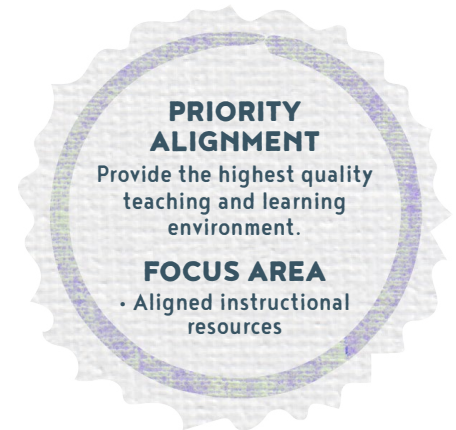 PRIORITY
ALIGNMENT
Provide the highest quality
teaching and learning
environment.
FOCUS AREA
• Aligned instructional
resources